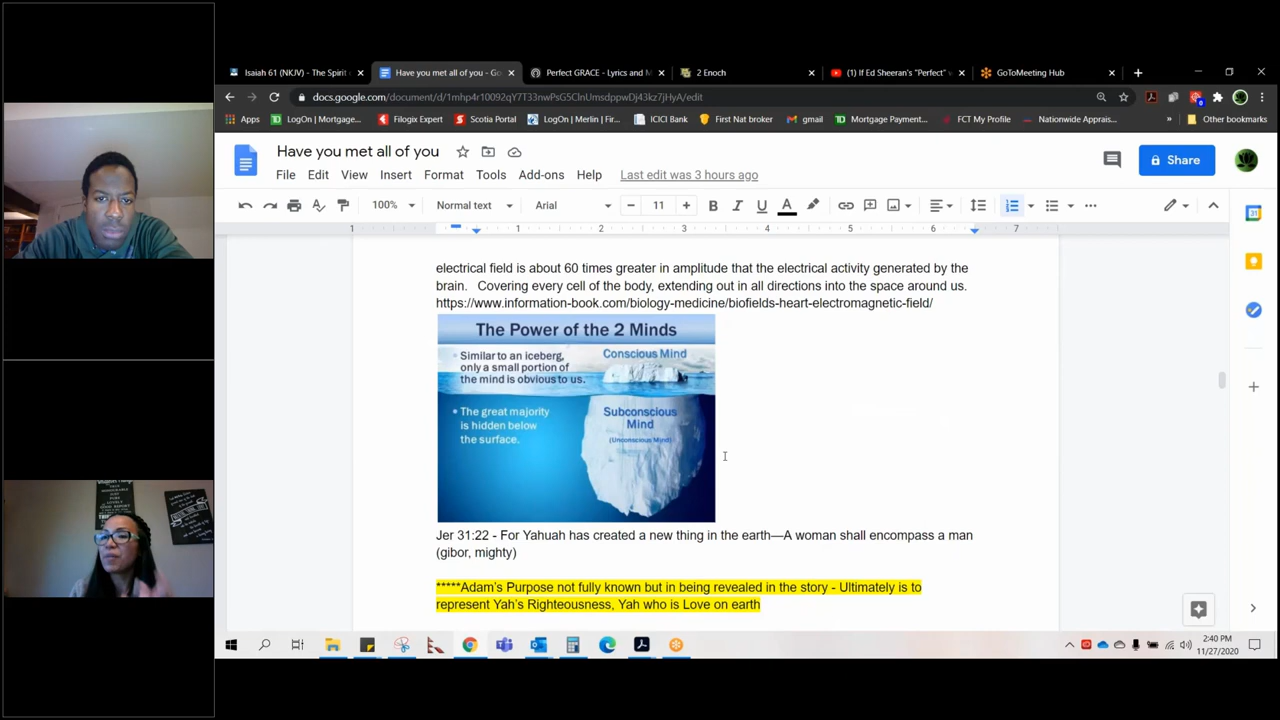 Isaiah 61 (NKJV) - The Spirit
Have you met all of you - Go
Perfect GRACE - Lyrics and M
2 Enoch
(1) If Ed Sheeran's "Perfect" w
GoToMeeting Hub
docs.google.com/document/d/1mhp4r10092qY7T33nwPsG5ClnUmsdppwDj43kz7jHyA/edit
Apps
LogOn | Mortgage...
Filogix Expert
Scotia Portal
LogOn | Merlin | Fir...
ICICI Bank
First Nat broker
gmail
Mortgage Payment...
FCT My Profile
Nationwide Apprais...
»
Other bookmarks
Have you met all of you
File Edit View Insert Format Tools Add-ons Help Last edit was 3 hours ago
Share
100% Normal text Arial 11
1 1 2 3 4 5 6 7
electrical field is about 60 times greater in amplitude that the electrical activity generated by the
brain. Covering every cell of the body, extending out in all directions into the space around us.
https://www.information-book.com/biology-medicine/biofields-heart-electromagnetic-field/
The Power of the 2 Minds
Similar to an iceberg,
only a small portion of
the mind is obvious to us.
Conscious Mind
• The great majority
is hidden below
the surface.
Subconscious
Mind
(Unconscious Mind)
Jer 31:22 - For Yahuah has created a new thing in the earth—A woman shall encompass a man
(gibor, mighty)
*****Adam's Purpose not fully known but in being revealed in the story - Ultimately is to
represent Yah's Righteousness, Yah who is Love on earth
2:40 PM
11/27/2020